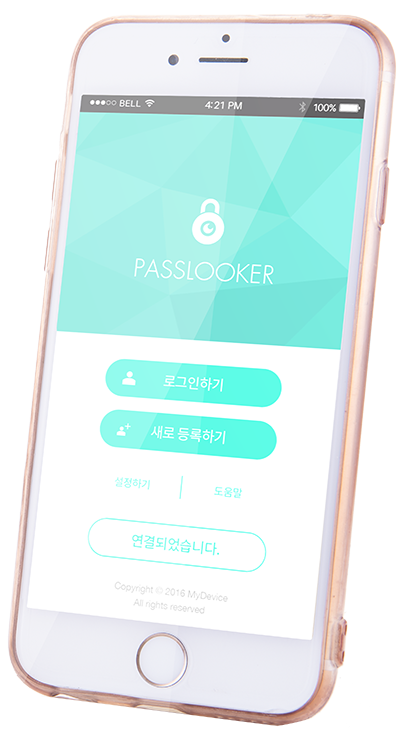 BELL 4:21 PM 100%
PASSLOOKER
로그인하기
새로 등록하기
설정하기 도움말
연결되었습니다.
Copyright © 2016 MyDevice
All rights reserved